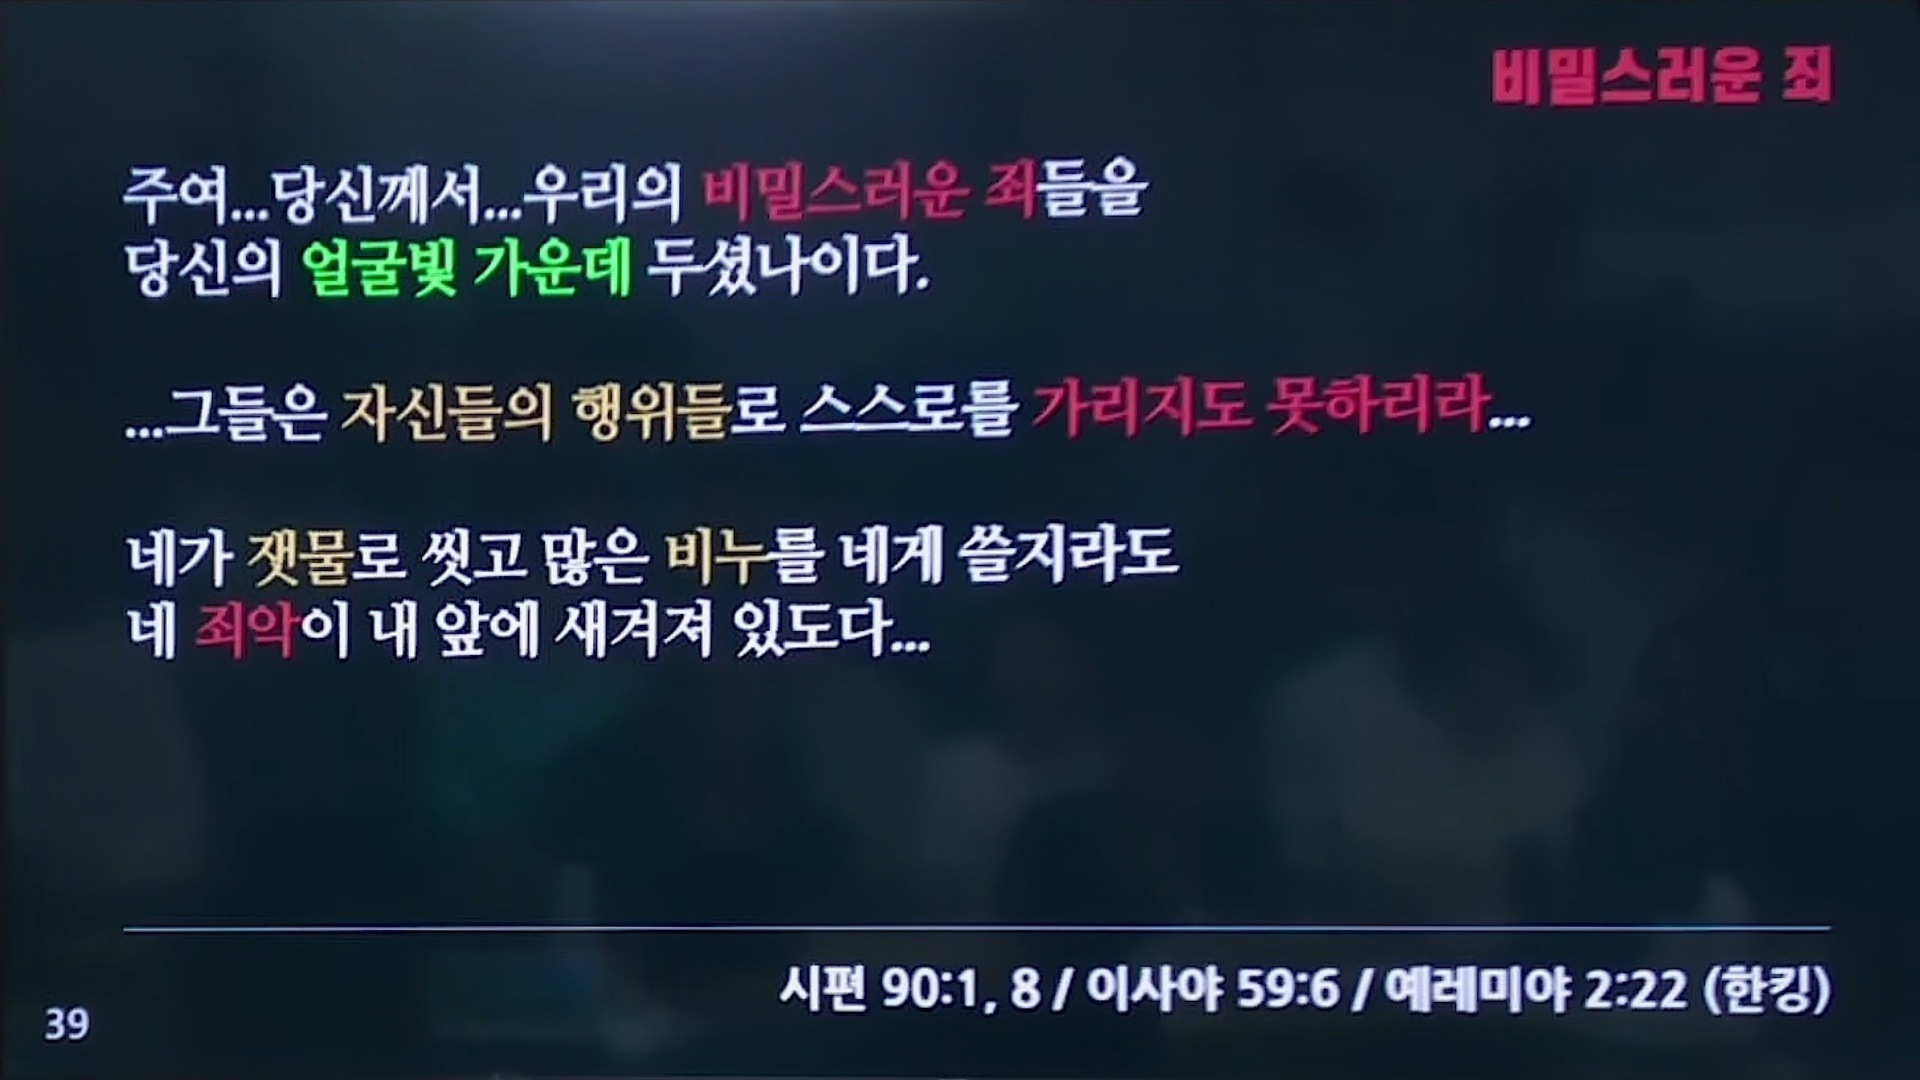 비밀스러운 죄
주여...당신께서...우리의 비밀스러운 죄들을
당신의 얼굴빛 가운데 두셨나이다.
...그들은 자신들의 행위들로 스스로를 가리지도 못하리라...
네가 잿물로 씻고 많은 비누를 네게 쓸지라도
네 죄악이 내 앞에 새겨져 있도다...
시편 90:1, 8 / 이사야 59:6 / 예레미야 2:22 (한킹)
39